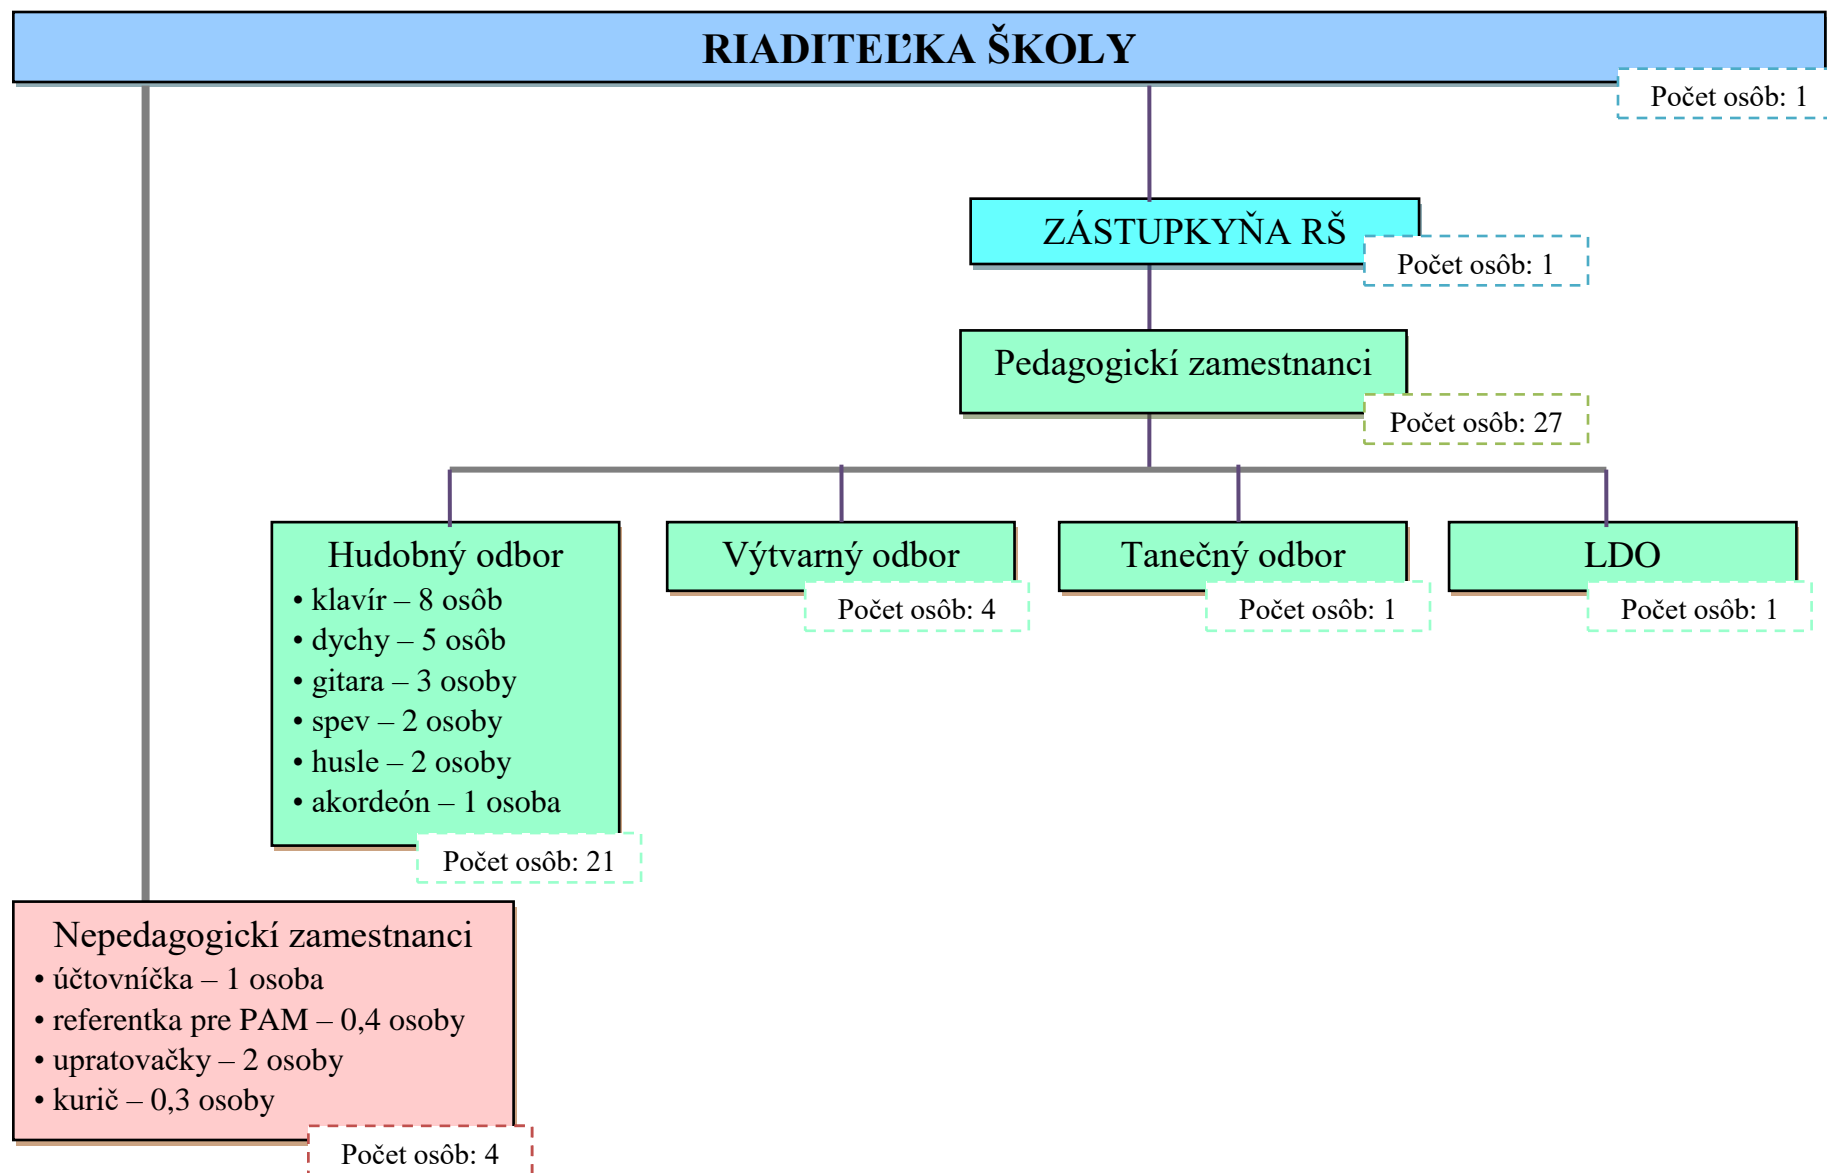 RIADITEĽKA ŠKOLY
Počet osôb: 1
ZÁSTUPKYŇA RŠ
Počet osôb: 1
Pedagogickí zamestnanci
Počet osôb: 27
Hudobný odbor
• klavír – 8 osôb
• dychy – 5 osôb
• gitara – 3 osoby
• spev – 2 osoby
• husle – 2 osoby
• akordeón – 1 osoba
Počet osôb: 21
Výtvarný odbor
Počet osôb: 4
Tanečný odbor
Počet osôb: 1
LDO
Počet osôb: 1
Nepedagogickí zamestnanci
• účtovníčka – 1 osoba
• referentka pre PAM – 0,4 osoby
• upratovačky – 2 osoby
• kurič – 0,3 osoby
Počet osôb: 4